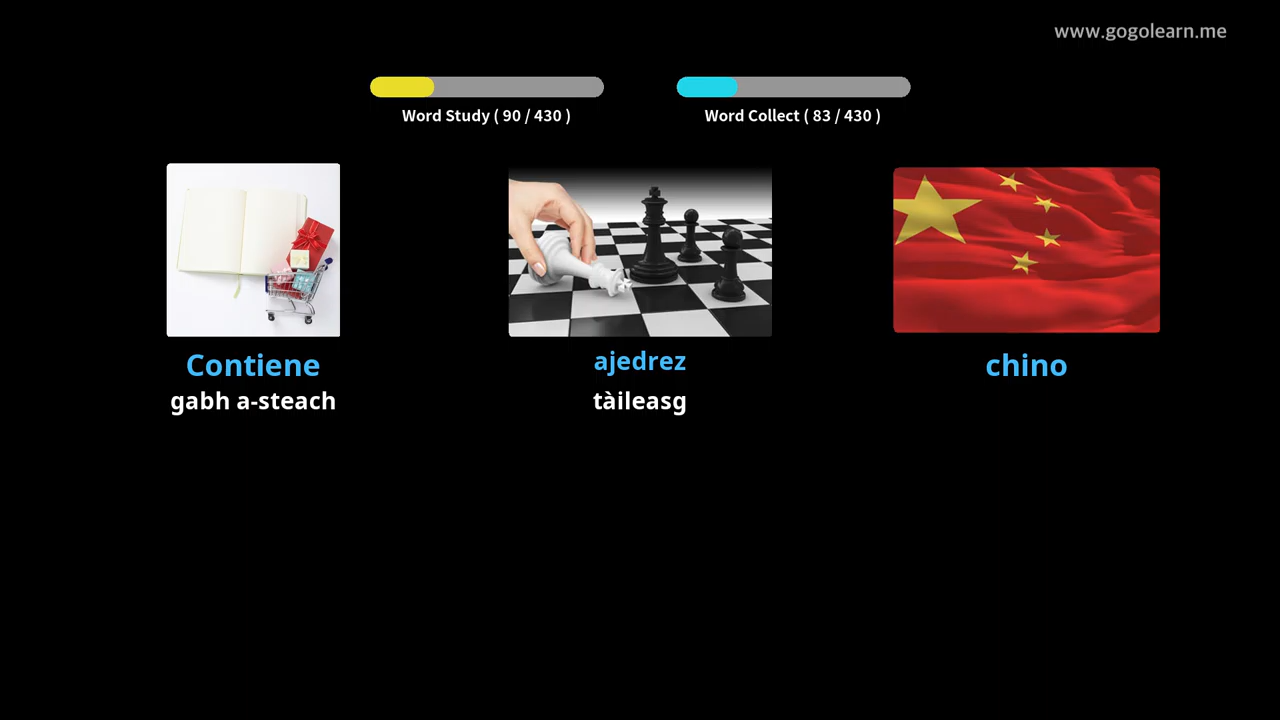 www.gogolearn.me
Word Study ( 90 / 430 )
Word Collect ( 83 / 430 )
Contiene
gabh a-steach
ajedrez
tàileasg
chino